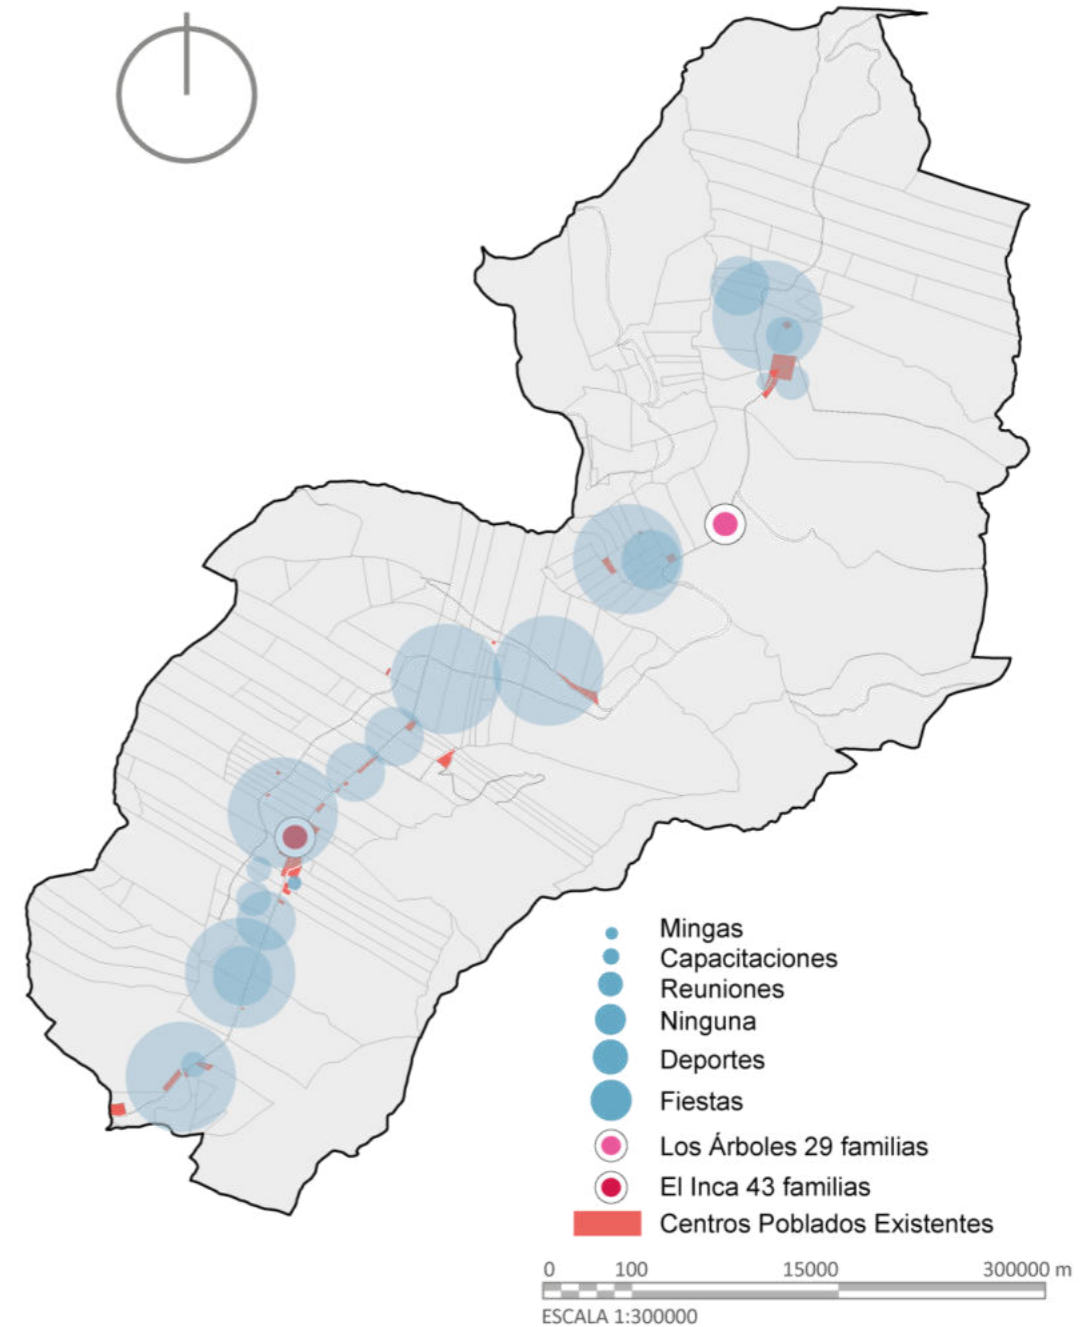 Mingas
Capacitaciones
Reuniones
Ninguna
Deportes
Fiestas
Los Árboles 29 familias
El Inca 43 familias
Centros Poblados Existentes
0 100 15000 300000 m
ESCALA 1:300000